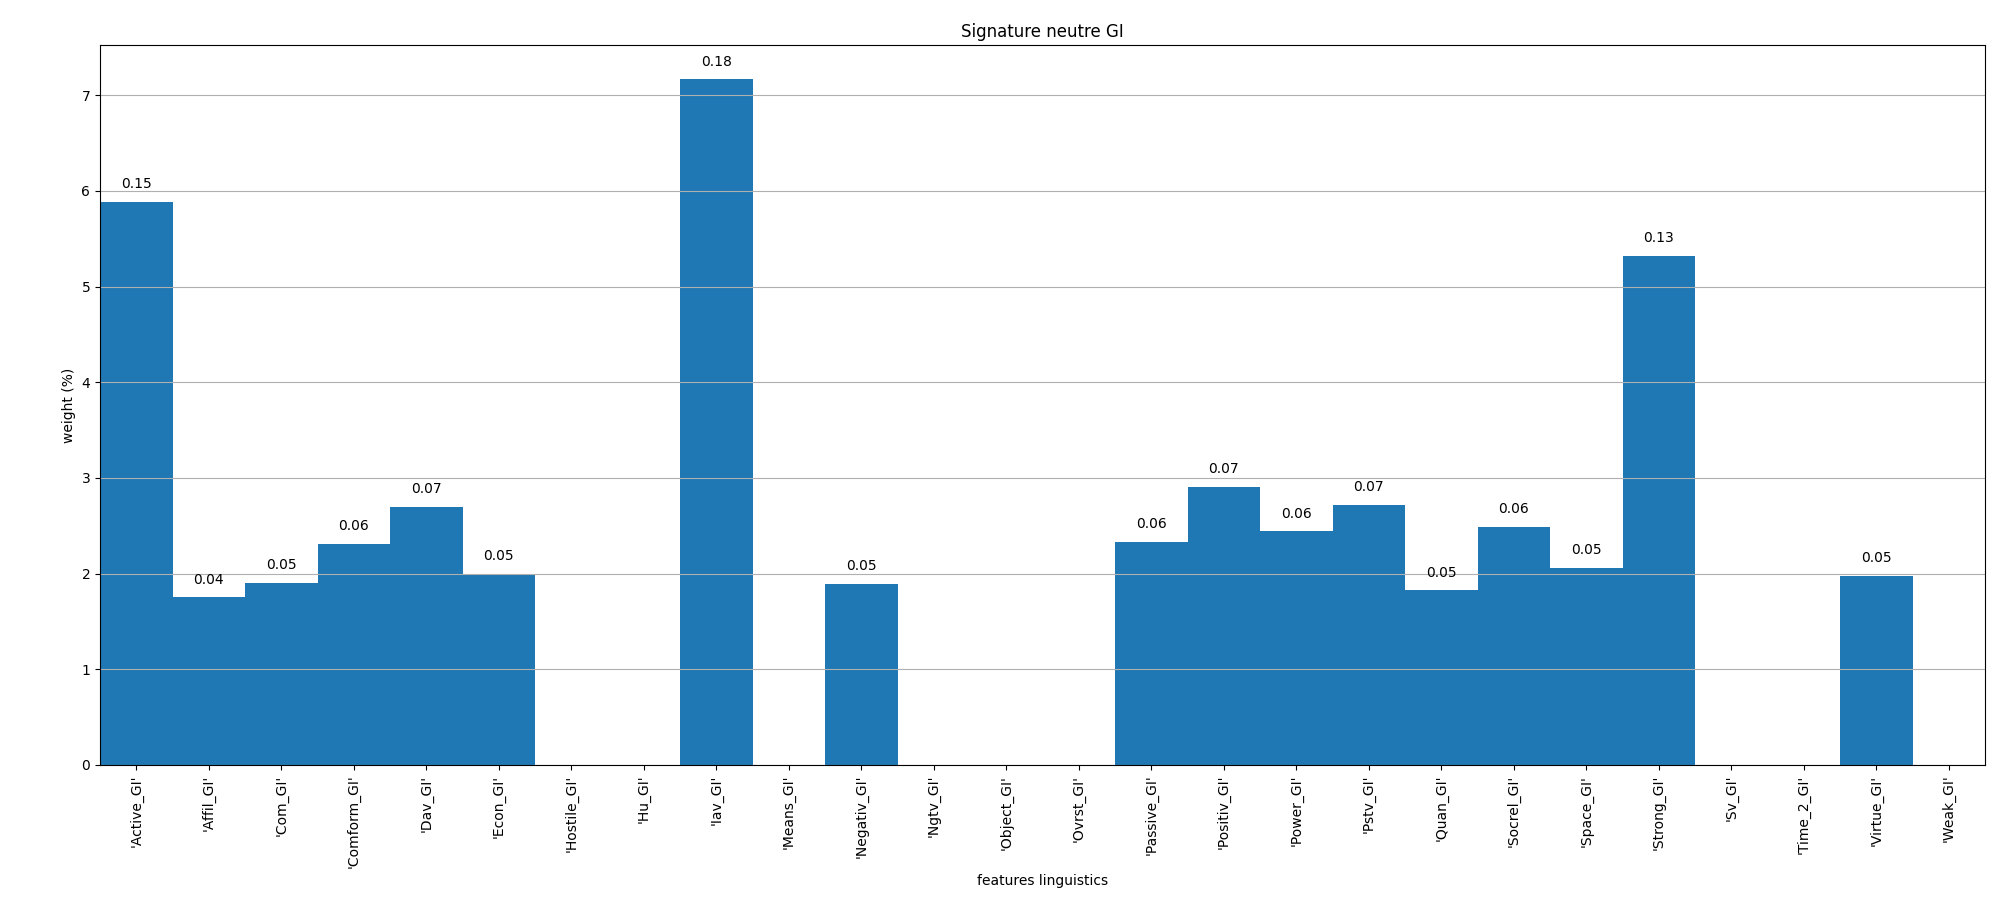 Signature neutre GI
weight (%)
7
6
5
4
3
2
1
0
0.15
0.04
0.05
0.06
0.07
0.05
0.18
0.05
0.06
0.07
0.06
0.07
0.05
0.06
0.05
0.13
0.05
'Active_GI'
'Affil_GI'
'Com_GI'
'Comform_GI'
'Dav_GI'
'Econ_GI'
'Hostile_GI'
'Hu_GI'
'Iav_GI'
'Means_GI'
'Negativ_GI'
'Ngtv_GI'
'Object_GI'
'Ovrst_GI'
'Passive_GI'
'Positiv_GI'
'Power_GI'
'Pstv_GI'
'Quan_GI'
'Socrel_GI'
'Space_GI'
'Strong_GI'
'Sv_GI'
'Time_2_GI'
'Virtue_GI'
'Weak_GI'
features linguistics